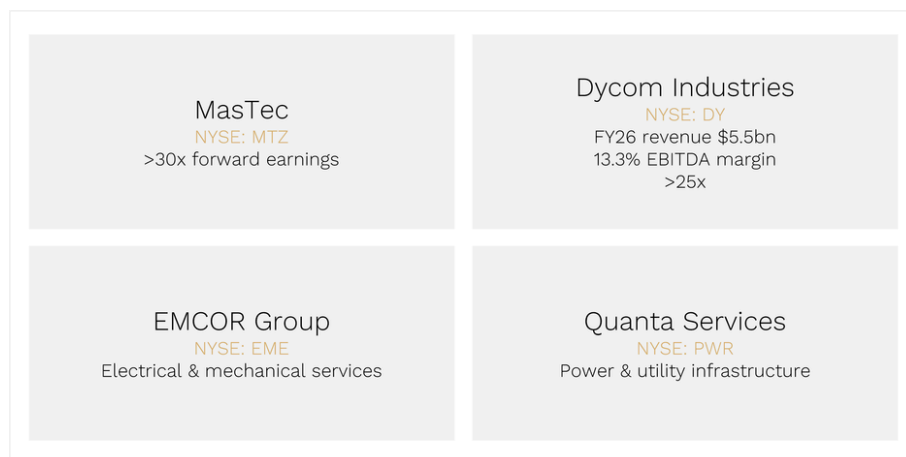 MasTec
NYSE: MTZ
>30x forward earnings
Dycom Industries
NYSE: DY
FY26 revenue $5.5bn
13.3% EBITDA margin
>25x
EMCOR Group
NYSE: EME
Electrical & mechanical services
Quanta Services
NYSE: PWR
Power & utility infrastructure